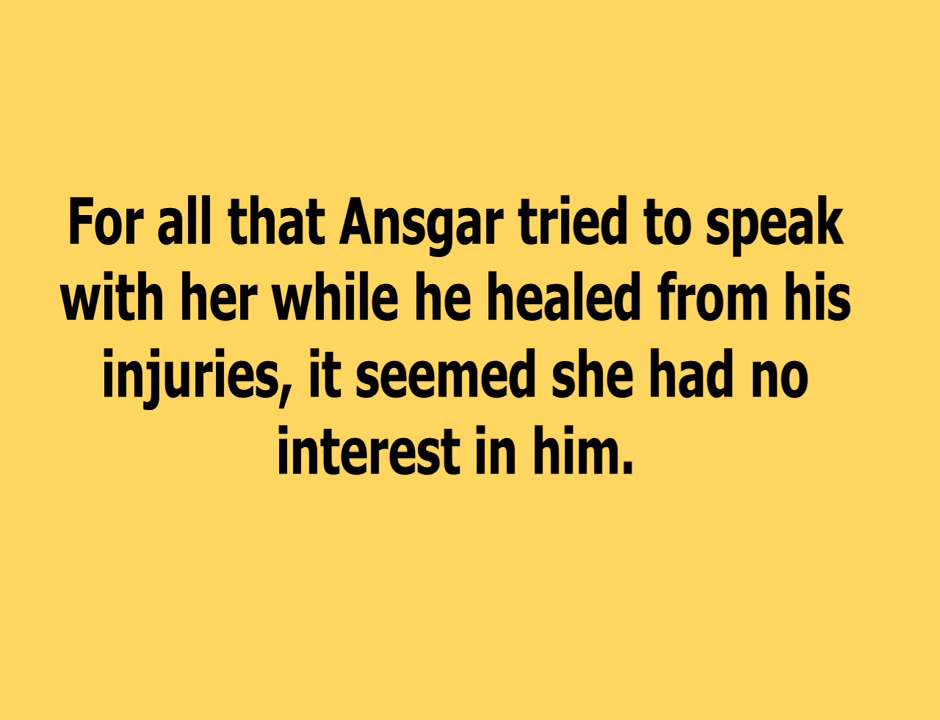 For all that Ansgar tried to speak
with her while he healed from his
injuries, it seemed she had no
interest in him.